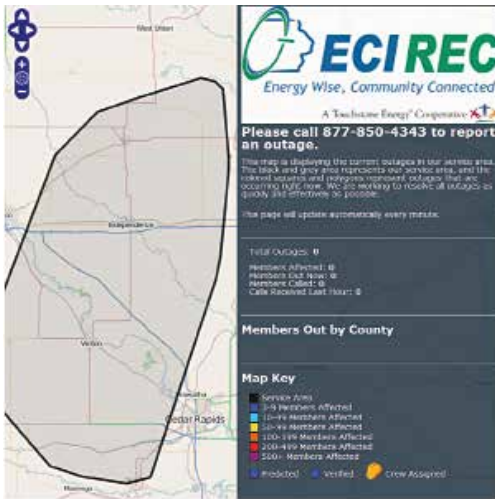 West Union
Independence
Vinton
Hiawatha
Cedar Rapids
Marengo
ECI REC
Energy Wise, Community Connected
A Touchstone Energy® Cooperative
Please call 877-850-4343 to report
an outage.
This map is displaying the current outages in our service area.
The black and grey area represents our service area, and the
colored squares and polygons represent outages that are
occurring right now. We are working to resolve all outages as
quickly and effectively as possible.
This page will update automatically every minute.
Total Outages: 0
Members Affected: 0
Members Out Now: 0
Members Called: 0
Calls Received Last Hour: 0
Members Out by County
Map Key
Service Area
2-9 Members Affected
10-49 Members Affected
50-99 Members Affected
100-199 Members Affected
200-499 Members Affected
500+ Members Affected
Predicted Verified Crew Assigned